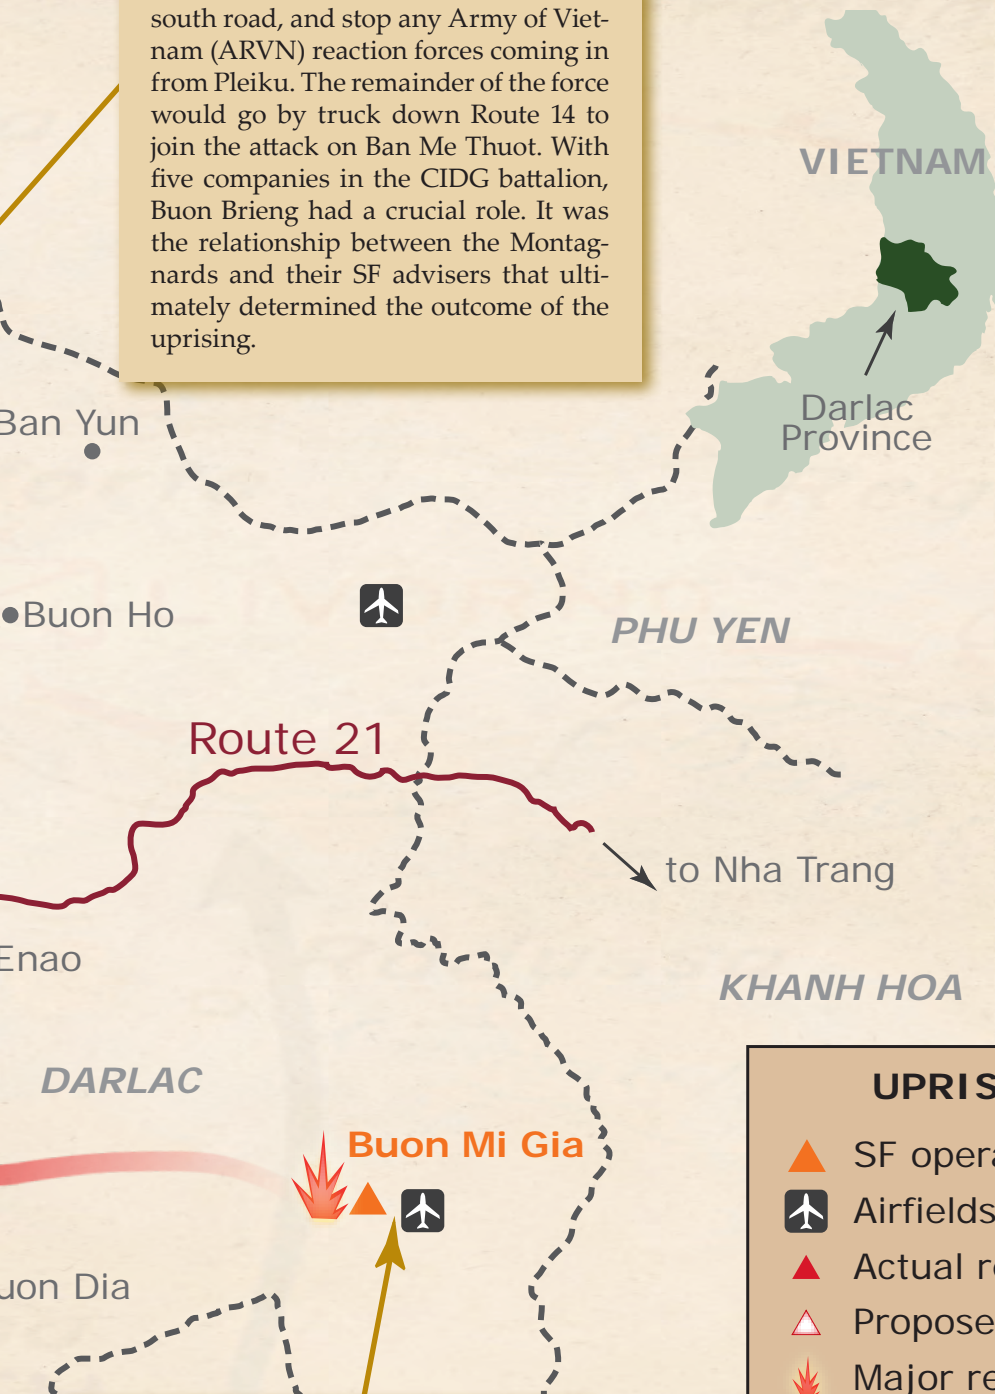 south road, and stop any Army of Viet-
nam (ARVN) reaction forces coming in
from Pleiku. The remainder of the force
would go by truck down Route 14 to
join the attack on Ban Me Thuot. With
five companies in the CIDG battalion,
Buon Brieng had a crucial role. It was
the relationship between the Montag-
nards and their SF advisers that ulti-
mately determined the outcome of the
uprising.
VIETNAM
Darlac
Province
Ban Yun
Buon Ho
PHU YEN
Route 21
to Nha Trang
Enao
KHANH HOA
DARLAC
Buon Mi Gia
uon Dia
UPRIS
SF opera
Airfields
Actual re
Propose
Major re